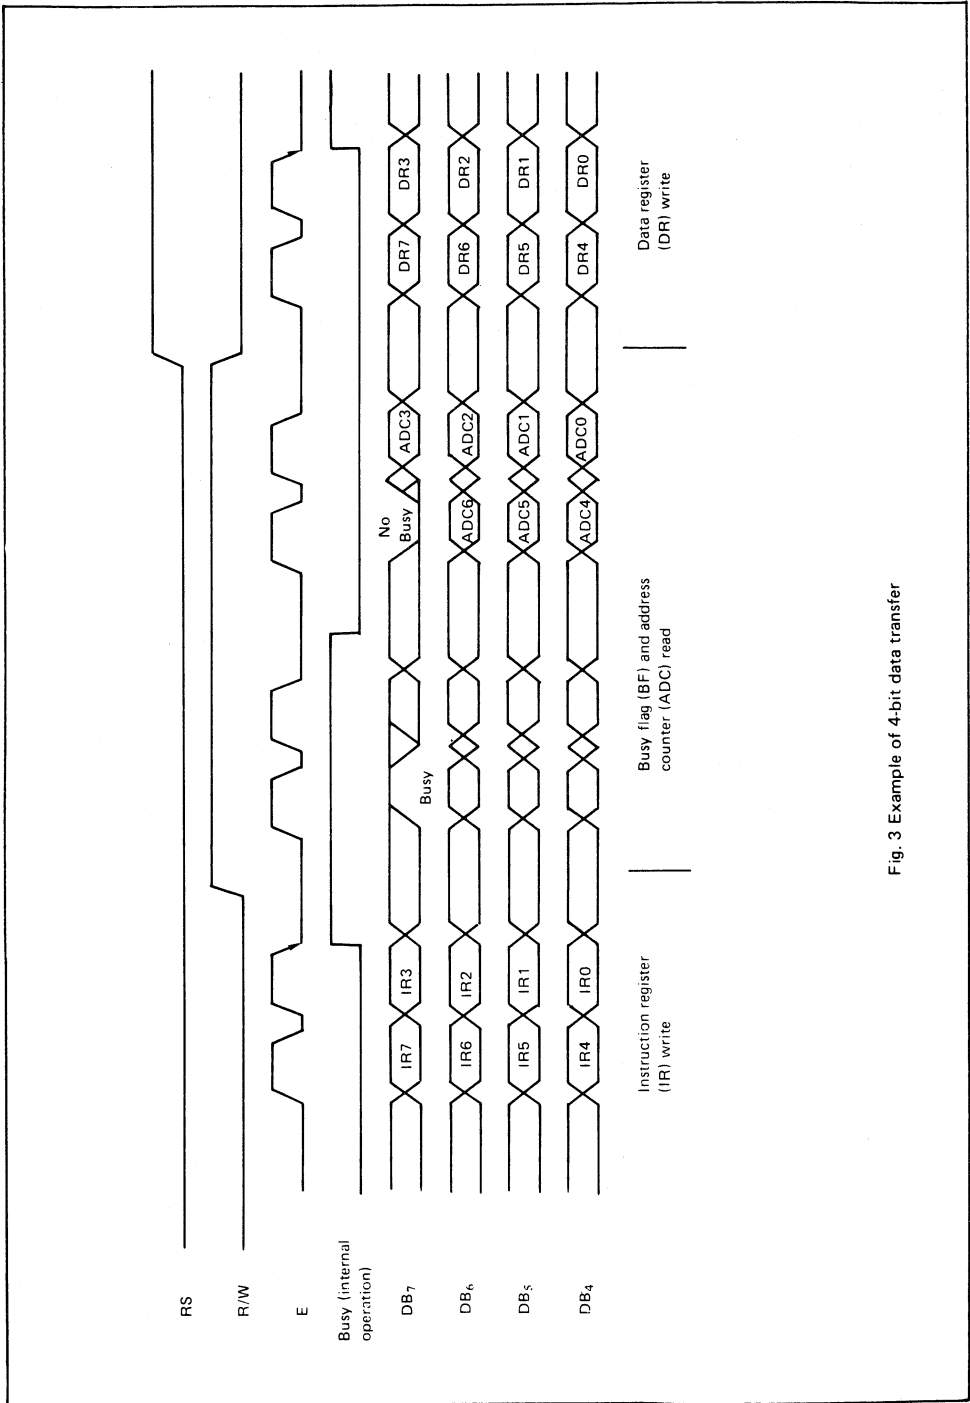 RS
R/W
E
Busy (internal
operation)
DB₇ IR7 IR3 Busy No
Busy ADC3 DR7 DR3
DB₆ IR6 IR2 ADC6 ADC2 DR6 DR2
DB₅ IR5 IR1 ADC5 ADC1 DR5 DR1
DB₄ IR4 IR0 ADC4 ADC0 DR4 DR0
Instruction register
(IR) write
Busy flag (BF) and address
counter (ADC) read
Data register
(DR) write
Fig. 3 Example of 4-bit data transfer